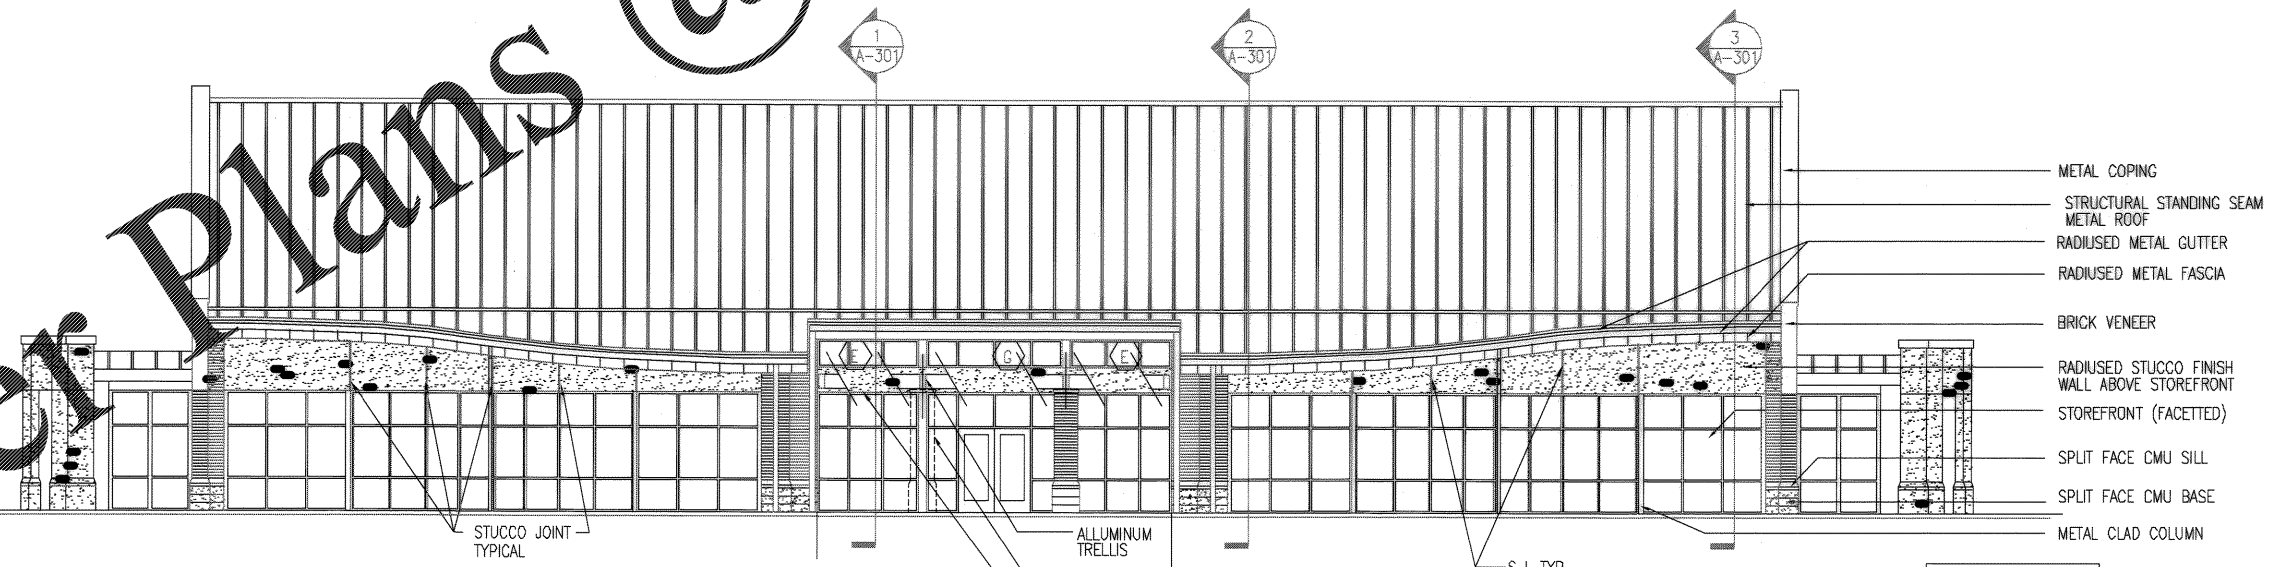 er Plans @
1
A-301
2
A-301
3
A-301
METAL COPING
STRUCTURAL STANDING SEAM
METAL ROOF
RADIUSED METAL GUTTER
RADIUSED METAL FASCIA
BRICK VENEER
E
G
E
RADIUSED STUCCO FINISH
WALL ABOVE STOREFRONT
STOREFRONT (FACETTED)
SPLIT FACE CMU SILL
SPLIT FACE CMU BASE
METAL CLAD COLUMN
STUCCO JOINT
TYPICAL
ALLUMINUM
TRELLIS
S.J. TYP.